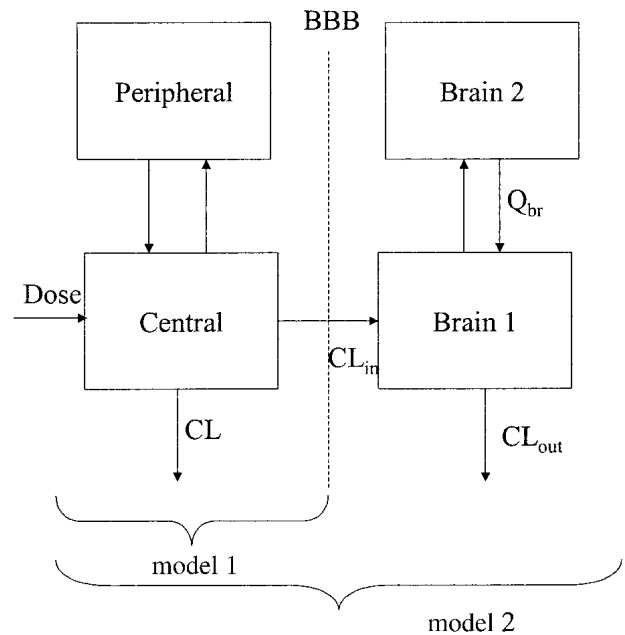 BBB
Peripheral
Brain 2
Q_br
Dose
Central
Brain 1
CL_in
CL
CL_out
model 1
model 2